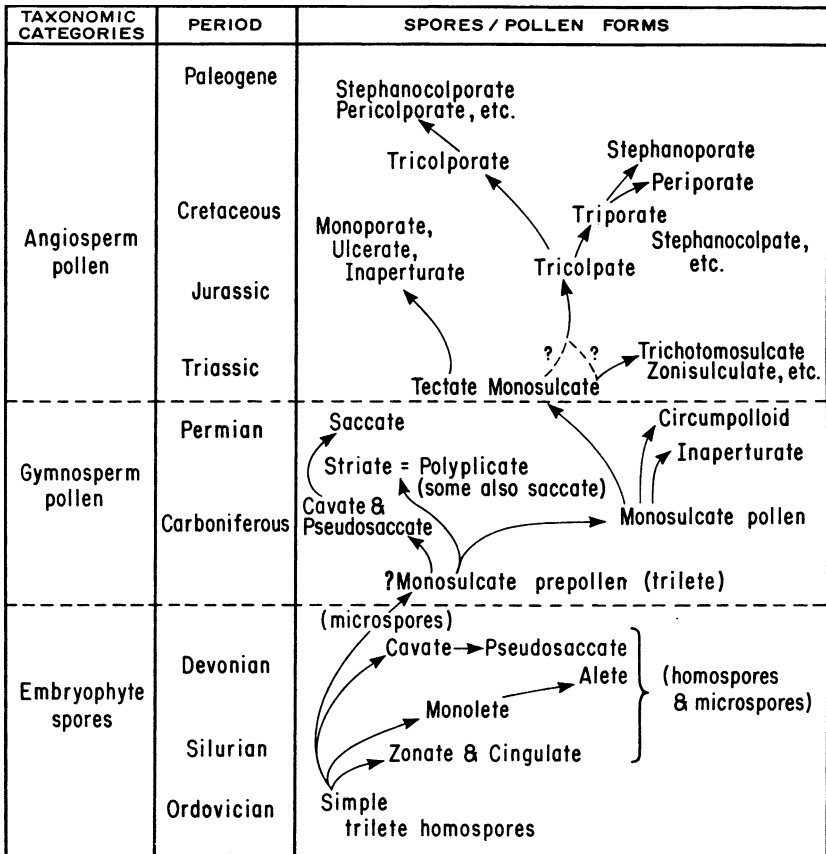 TAXONOMIC CATEGORIES
PERIOD
SPORES / POLLEN FORMS
Angiosperm
pollen
Paleogene
Cretaceous
Jurassic
Triassic
Stephanocolporate
Pericolporate, etc.
Tricolporate
Stephanoporate
Periporate
Triporate
Monoporate,
Ulcerate,
Inaperturate
Stephanocolpate,
etc.
Tricolpate
? ?
Trichotomosulcate
Zonisulculate, etc.
Tectate Monosulcate
Gymnosperm
pollen
Permian
Carboniferous
Saccate
Circumpolloid
Inaperturate
Striate = Polyplicate
(some also saccate)
Cavate &
Pseudosaccate
Monosulcate pollen
?Monosulcate prepollen (trilete)
Embryophyte
spores
Devonian
Silurian
Ordovician
(microspores)
Cavate Pseudosaccate
Alete
(homospores
& microspores)
Monolete
Zonate & Cingulate
Simple
trilete homospores